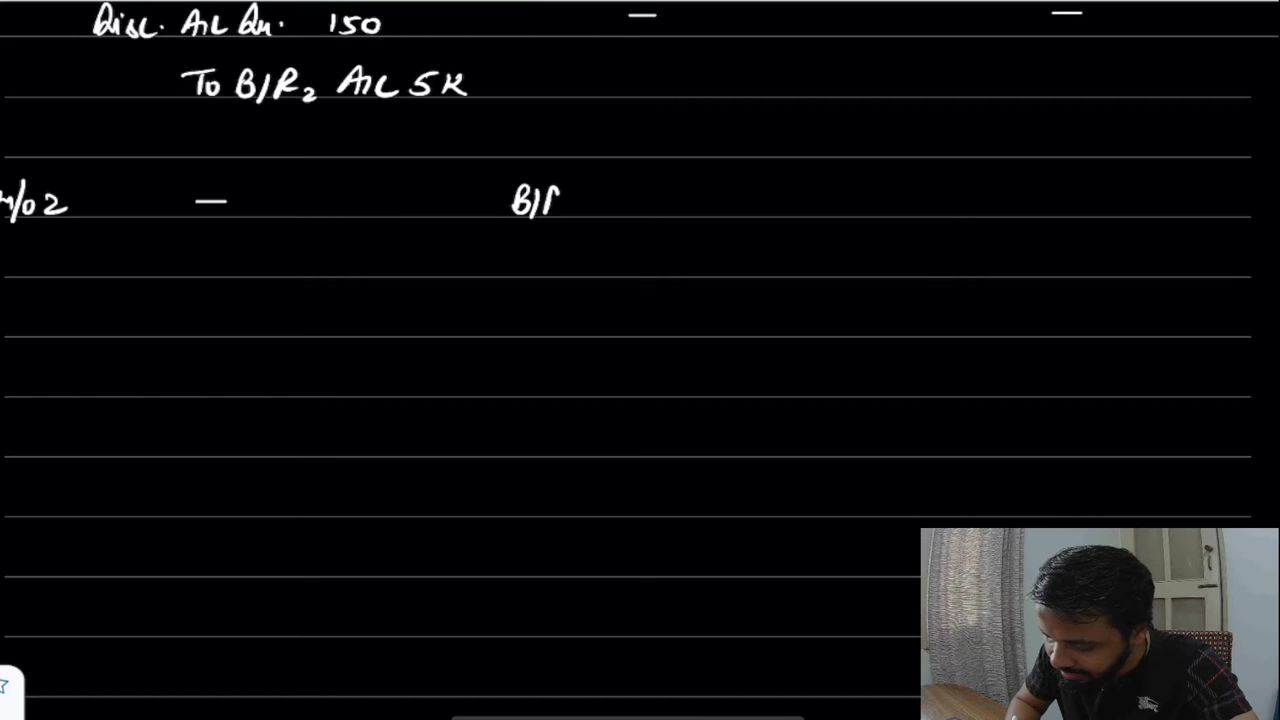 Disc. A/c Dr. 150 — —
To B/R2 A/c 5K
/02 — B/